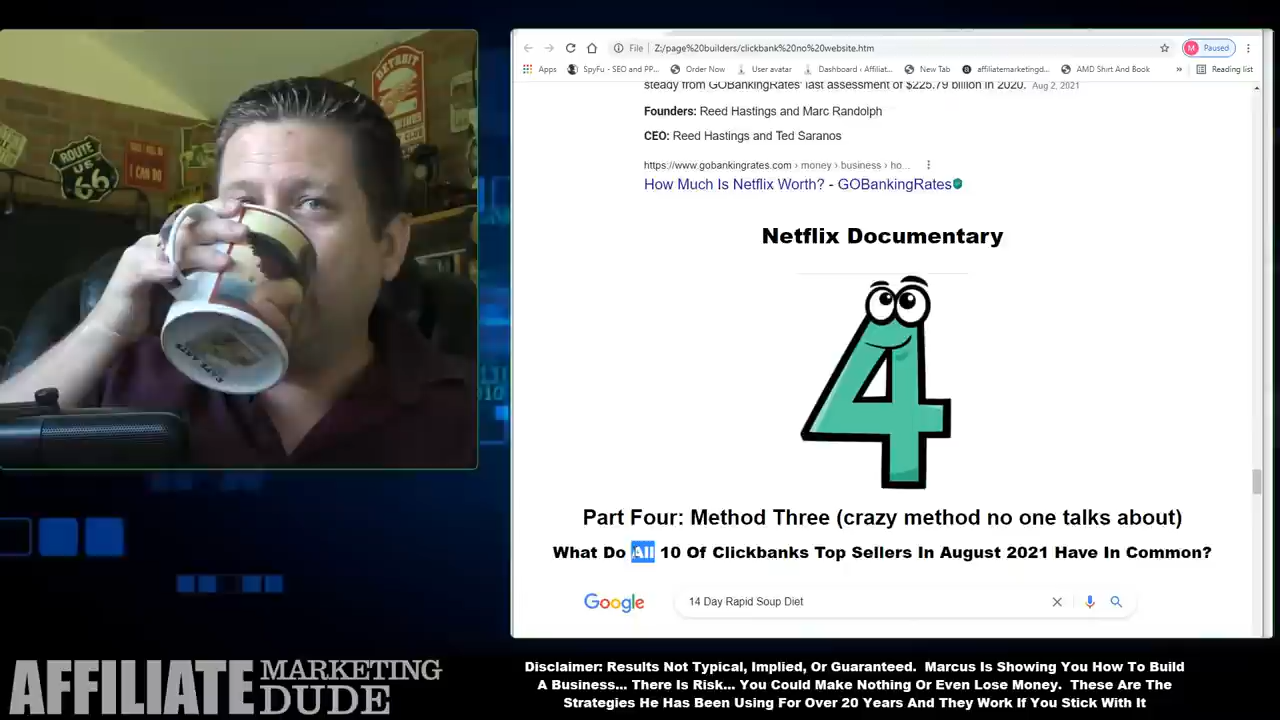 DETROIT
ROUTE
US
66
I CAN DO
File Z:/page%20builders/clickbank%20no%20website.htm
M Paused
Apps SpyFu - SEO and PP... Order Now User avatar Dashboard ‹ Affiliat... New Tab affiliatemarketingd... AMD Shirt And Book » Reading list
steady from GOBankingRates' last assessment of $225.79 billion in 2020. Aug 2, 2021
Founders: Reed Hastings and Marc Randolph
CEO: Reed Hastings and Ted Saranos
https://www.gobankingrates.com › money › business › ho...
How Much Is Netflix Worth? - GOBankingRates
Netflix Documentary
4
Part Four: Method Three (crazy method no one talks about)
What Do All 10 Of Clickbanks Top Sellers In August 2021 Have In Common?
Google 14 Day Rapid Soup Diet
AFFILIATE MARKETING DUDE
Disclaimer: Results Not Typical, Implied, Or Guaranteed. Marcus Is Showing You How To Build
A Business... There Is Risk... You Could Make Nothing Or Even Lose Money. These Are The
Strategies He Has Been Using For Over 20 Years And They Work If You Stick With It